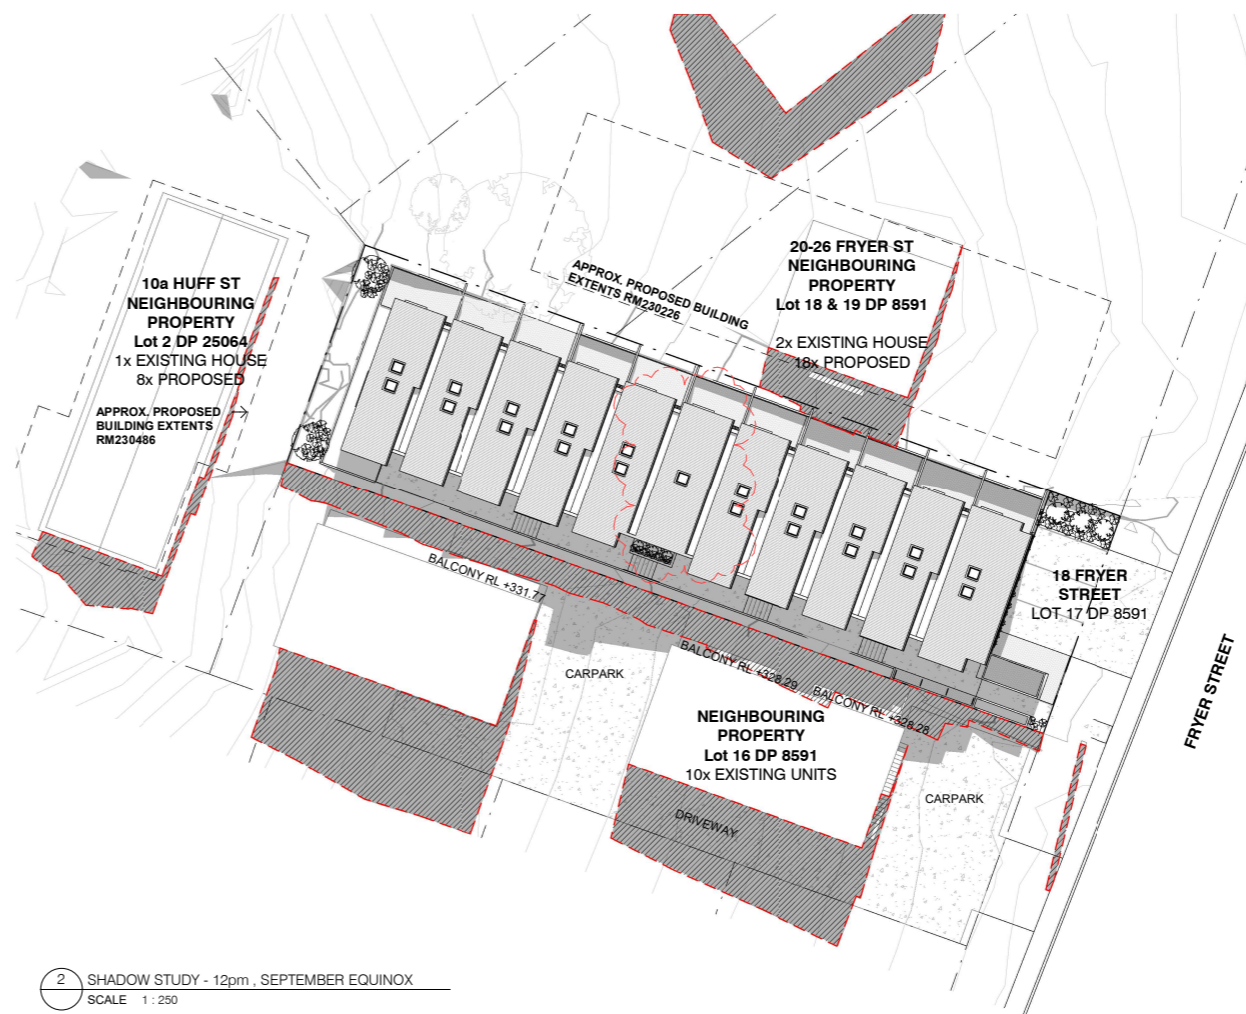 20-26 FRYER ST
NEIGHBOURING
PROPERTY
Lot 18 & 19 DP 8591
2x EXISTING HOUSE
18x PROPOSED
APPROX. PROPOSED BUILDING
EXTENTS RM230226
10a HUFF ST
NEIGHBOURING
PROPERTY
Lot 2 DP 25064
1x EXISTING HOUSE
8x PROPOSED
APPROX. PROPOSED
BUILDING EXTENTS
RM230486
18 FRYER
STREET
LOT 17 DP 8591
FRYER STREET
BALCONY RL +331.77
CARPARK
BALCONY RL +328.29
BALCONY RL +328.28
NEIGHBOURING
PROPERTY
Lot 16 DP 8591
10x EXISTING UNITS
DRIVEWAY
CARPARK
2 SHADOW STUDY - 12pm , SEPTEMBER EQUINOX
SCALE 1 : 250